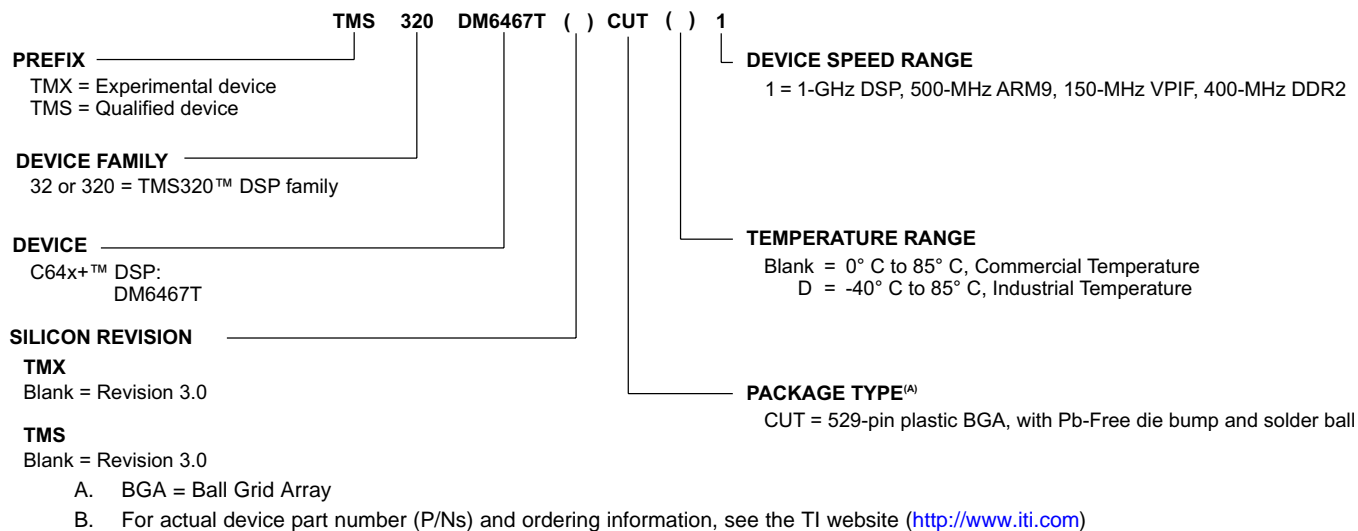 TMS 320 DM6467T ( ) CUT ( ) 1
PREFIX
TMX = Experimental device
TMS = Qualified device
DEVICE FAMILY
32 or 320 = TMS320™ DSP family
DEVICE
C64x+™ DSP:
DM6467T
SILICON REVISION
TMX
Blank = Revision 3.0
TMS
Blank = Revision 3.0
DEVICE SPEED RANGE
1 = 1-GHz DSP, 500-MHz ARM9, 150-MHz VPIF, 400-MHz DDR2
TEMPERATURE RANGE
Blank = 0° C to 85° C, Commercial Temperature
D = -40° C to 85° C, Industrial Temperature
PACKAGE TYPE(A)
CUT = 529-pin plastic BGA, with Pb-Free die bump and solder ball
A. BGA = Ball Grid Array
B. For actual device part number (P/Ns) and ordering information, see the TI website (http://www.iti.com)